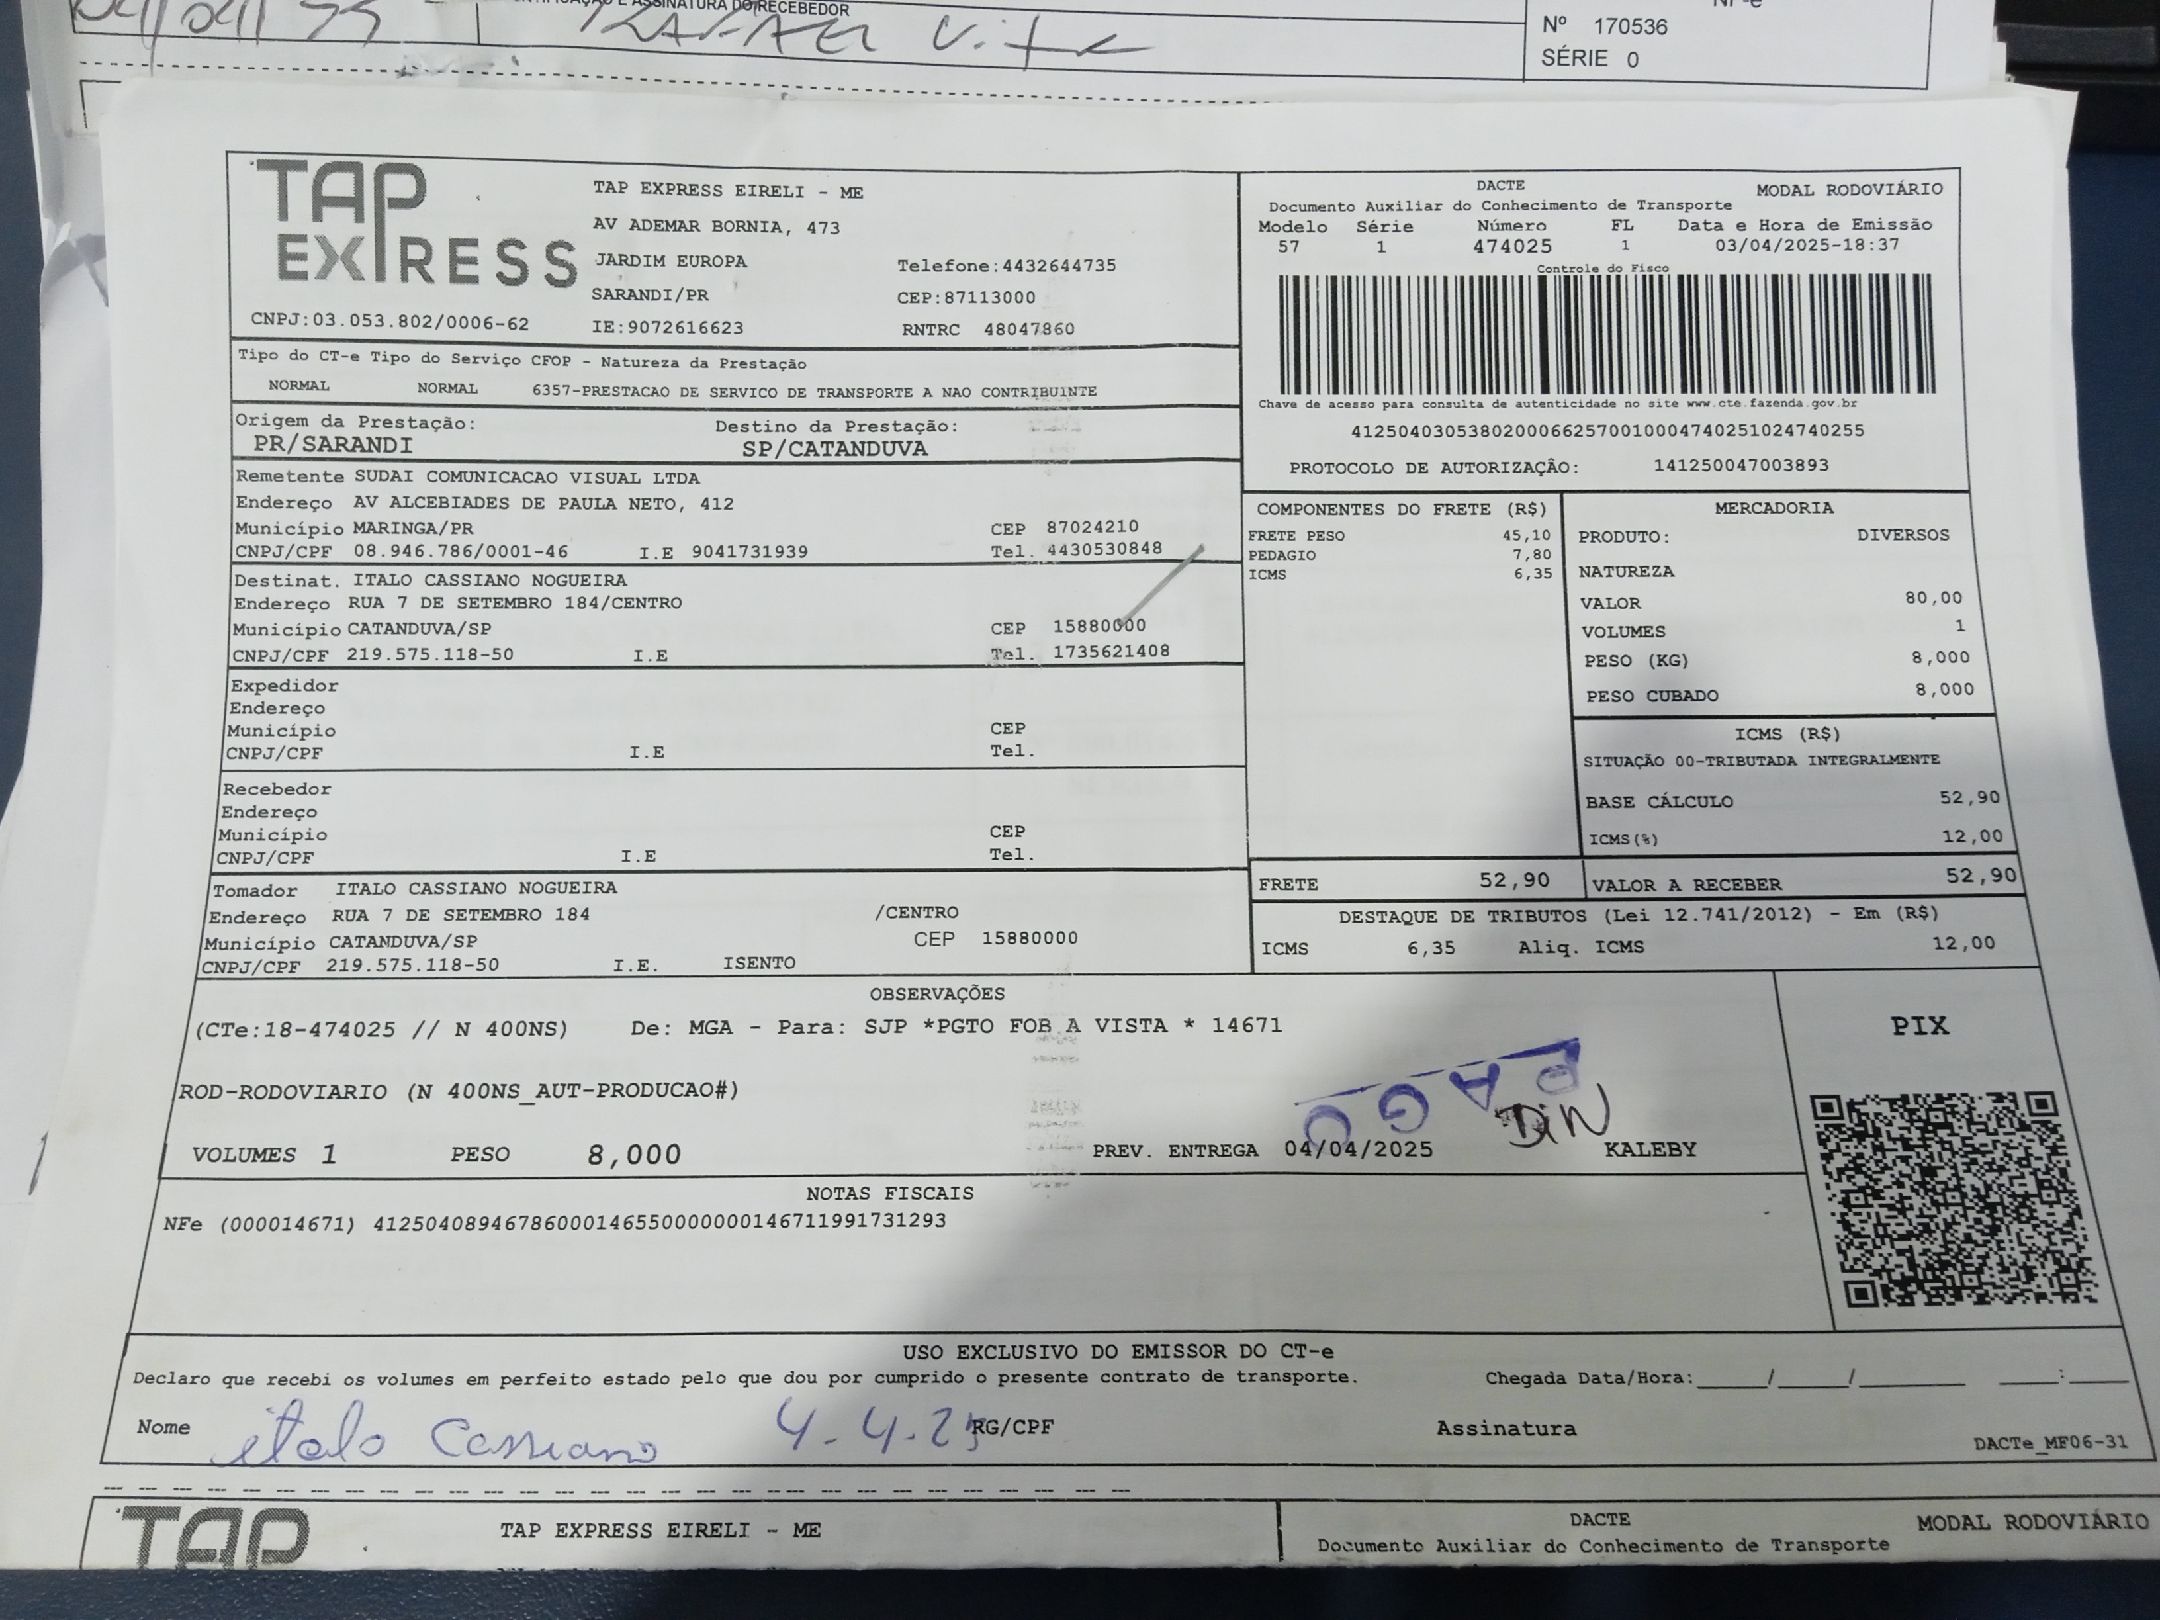 IFICAÇÃO E ASSINATURA DO RECEBEDOR
RAFAEL
Nº 170536
SÉRIE 0
TAP EXPRESS
TAP EXPRESS EIRELI - ME
AV ADEMAR BORNIA, 473
JARDIM EUROPA Telefone:4432644735
SARANDI/PR CEP:87113000
CNPJ:03.053.802/0006-62 IE:9072616623 RNTRC 48047860
DACTE MODAL RODOVIÁRIO
Documento Auxiliar do Conhecimento de Transporte
Modelo Série Número FL Data e Hora de Emissão
57 1 474025 1 03/04/2025-18:37
Controle do Fisco
Chave de acesso para consulta de autenticidade no site www.cte.fazenda.gov.br
41250403053802000662570010004740251024740255
PROTOCOLO DE AUTORIZAÇÃO: 141250047003893
Tipo do CT-e Tipo do Serviço CFOP - Natureza da Prestação
NORMAL NORMAL 6357-PRESTACAO DE SERVICO DE TRANSPORTE A NAO CONTRIBUINTE
Origem da Prestação: Destino da Prestação:
PR/SARANDI SP/CATANDUVA
Remetente SUDAI COMUNICACAO VISUAL LTDA
Endereço AV ALCEBIADES DE PAULA NETO, 412
Município MARINGA/PR CEP 87024210
CNPJ/CPF 08.946.786/0001-46 I.E 9041731939 Tel. 4430530848
Destinat. ITALO CASSIANO NOGUEIRA
Endereço RUA 7 DE SETEMBRO 184/CENTRO
Município CATANDUVA/SP CEP 15880000
CNPJ/CPF 219.575.118-50 I.E Tel. 1735621408
Expedidor
Endereço
Município CEP
CNPJ/CPF I.E Tel.
Recebedor
Endereço
Município CEP
CNPJ/CPF I.E Tel.
Tomador ITALO CASSIANO NOGUEIRA
Endereço RUA 7 DE SETEMBRO 184 /CENTRO
Município CATANDUVA/SP CEP 15880000
CNPJ/CPF 219.575.118-50 I.E. ISENTO
COMPONENTES DO FRETE (R$)
FRETE PESO 45,10
PEDAGIO 7,80
ICMS 6,35
MERCADORIA
PRODUTO: DIVERSOS
NATUREZA
VALOR 80,00
VOLUMES 1
PESO (KG) 8,000
PESO CUBADO 8,000
ICMS (R$)
SITUAÇÃO 00-TRIBUTADA INTEGRALMENTE
BASE CÁLCULO 52,90
ICMS(%) 12,00
FRETE 52,90 VALOR A RECEBER 52,90
DESTAQUE DE TRIBUTOS (Lei 12.741/2012) - Em (R$)
ICMS 6,35 Aliq. ICMS 12,00
OBSERVAÇÕES
(CTe:18-474025 // N 400NS) De: MGA - Para: SJP *PGTO FOB A VISTA * 14671
ROD-RODOVIARIO (N 400NS_AUT-PRODUCAO#)
PAGO
DiN
VOLUMES 1 PESO 8,000 PREV. ENTREGA 04/04/2025 KALEBY
PIX
NOTAS FISCAIS
NFe (000014671) 41250408946786000146550000000146711991731293
USO EXCLUSIVO DO EMISSOR DO CT-e
Declaro que recebi os volumes em perfeito estado pelo que dou por cumprido o presente contrato de transporte. Chegada Data/Hora:_____/_____/________ ____:____
Nome italo Cassiano 4.4.25 RG/CPF Assinatura
DACTe_MF06-31
TAP
TAP EXPRESS EIRELI - ME
DACTE MODAL RODOVIÁRIO
Documento Auxiliar do Conhecimento de Transporte